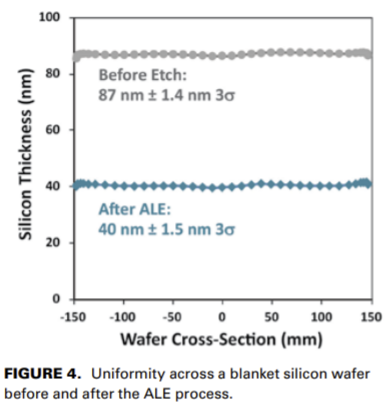 100
80
60
40
20
0
Silicon Thickness (nm)
Before Etch:
87 nm ± 1.4 nm 3σ
After ALE:
40 nm ± 1.5 nm 3σ
-150 -100 -50 0 50 100 150
Wafer Cross-Section (mm)
FIGURE 4. Uniformity across a blanket silicon wafer
before and after the ALE process.